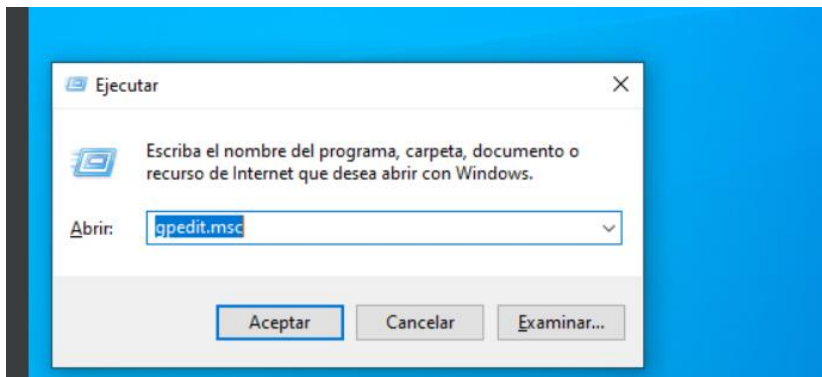 Ejecutar
Escriba el nombre del programa, carpeta, documento o
recurso de Internet que desea abrir con Windows.
Abrir: gpedit.msc
Aceptar Cancelar Examinar...